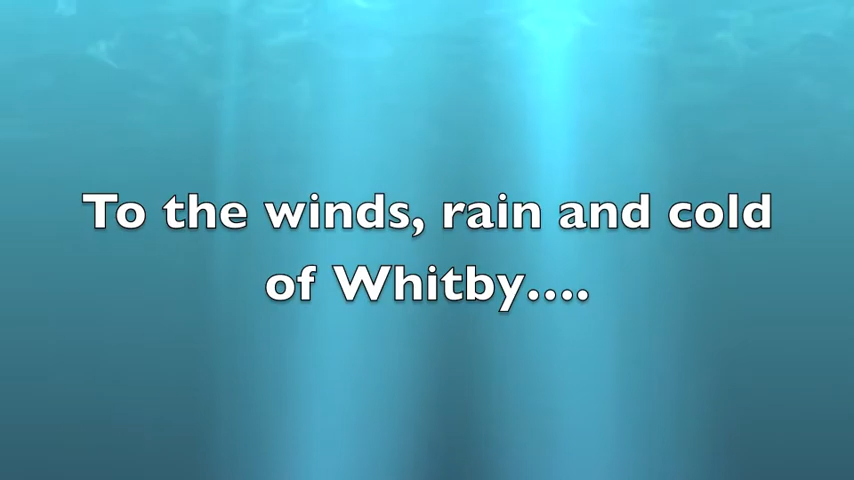 To the winds, rain and cold
of Whitby....